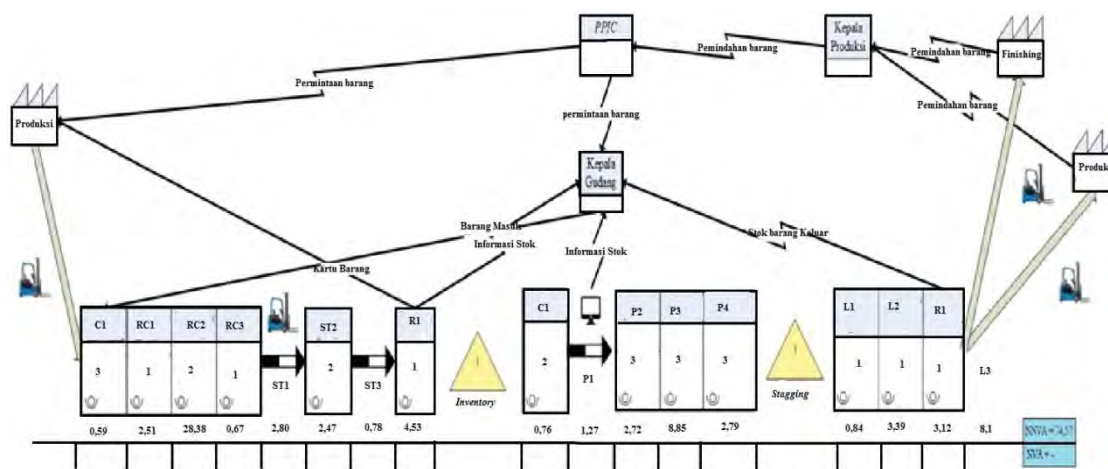 PPIC
Kepala
Produksi
Finishing
Pemindahan barang
Pemindahan barang
Permintaan barang
Pemindahan barang
Produksi
permintaan barang
Kepala
Gudang
Produk
Barang Masuk
Informasi Stok
Informasi Stok
Stok barang Keluar
Kartu Barang
C1 RC1 RC2 RC3 ST2 R1 C1 P2 P3 P4 L1 L2 R1
3 1 2 1 2 1 2 3 3 3 1 1 1
ST1 ST3 P1 L3
Inventory Stagging
0,59 2,51 28,38 0,67 2,80 2,47 0,78 4,53 0,76 1,27 2,72 8,85 2,79 0,84 3,39 3,12 8,1
NVA = -